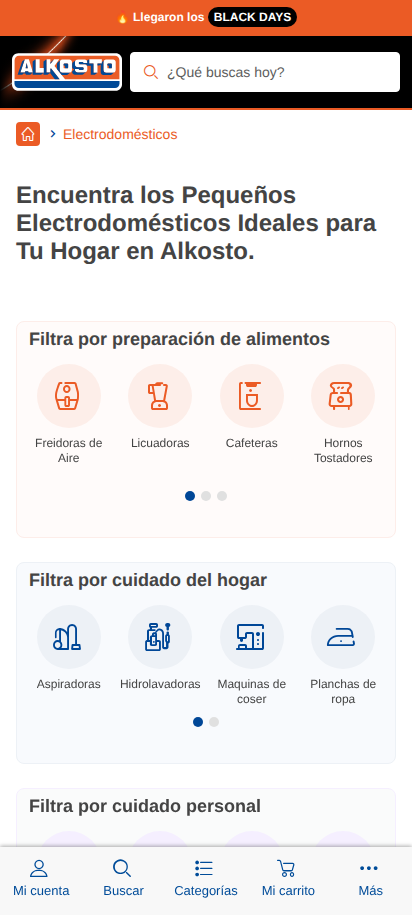 🔥 Llegaron los BLACK DAYS
ALKOSTO
¿Qué buscas hoy?
Electrodomésticos
Encuentra los Pequeños
Electrodomésticos Ideales para
Tu Hogar en Alkosto.
Filtra por preparación de alimentos
Freidoras de
Aire
Licuadoras
Cafeteras
Hornos
Tostadores
Filtra por cuidado del hogar
Aspiradoras
Hidrolavadoras
Maquinas de
coser
Planchas de
ropa
Filtra por cuidado personal
Mi cuenta
Buscar
Categorías
Mi carrito
Más